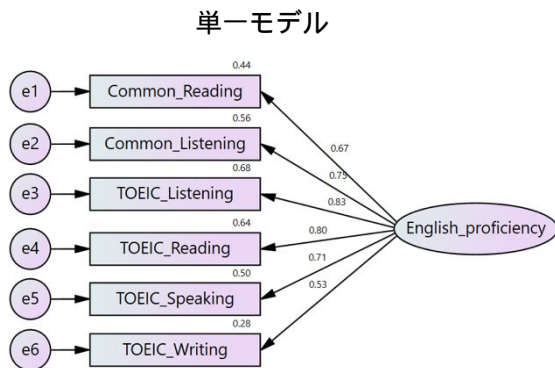 単一モデル
0.44
e1 Common_Reading
0.67
0.56
e2 Common_Listening
0.75
0.68
e3 TOEIC_Listening
0.83
0.64
e4 TOEIC_Reading
0.80
English_proficiency
0.50
e5 TOEIC_Speaking
0.71
0.28
e6 TOEIC_Writing
0.53